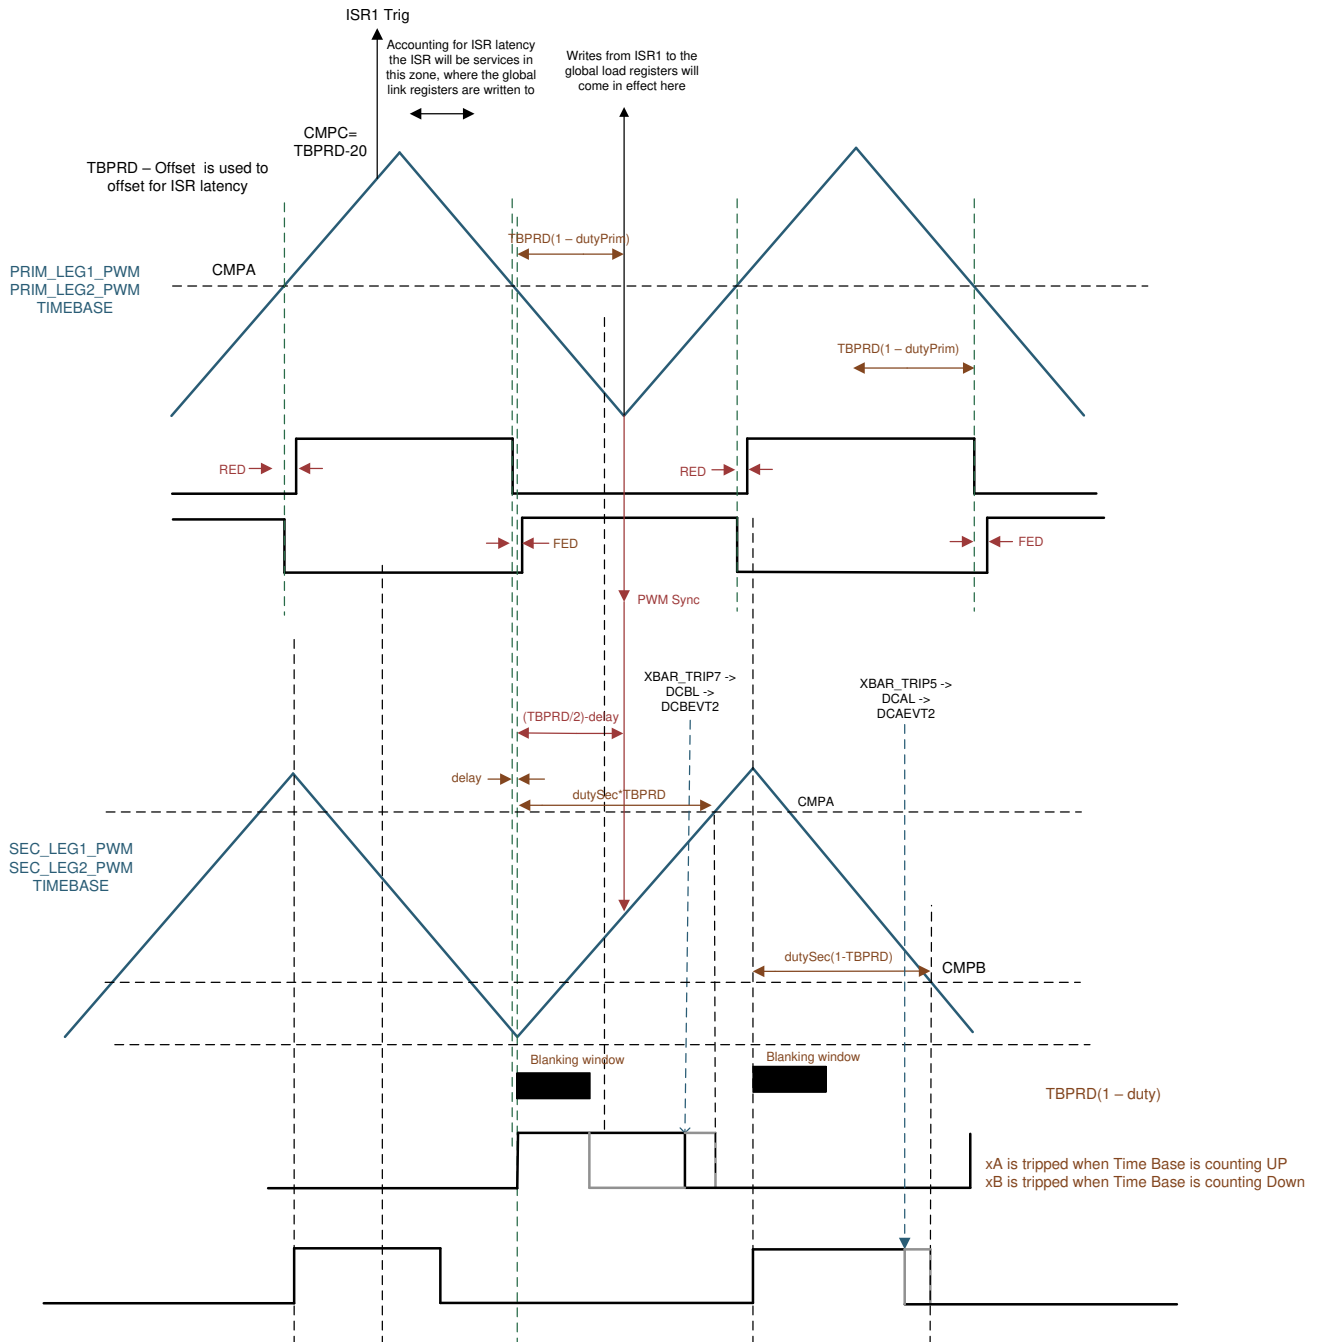 ISR1 Trig
Accounting for ISR latency
the ISR will be services in
this zone, where the global
link registers are written to
Writes from ISR1 to the
global load registers will
come in effect here
CMPC=
TBPRD-20
TBPRD – Offset is used to
offset for ISR latency
TBPRD(1 – dutyPrim)
CMPA
PRIM_LEG1_PWM
PRIM_LEG2_PWM
TIMEBASE
TBPRD(1 – dutyPrim)
RED
RED
FED
FED
PWM Sync
XBAR_TRIP7 ->
DCBL ->
DCBEVT2
XBAR_TRIP5 ->
DCAL ->
DCAEVT2
(TBPRD/2)-delay
delay
dutySec*TBPRD
CMPA
SEC_LEG1_PWM
SEC_LEG2_PWM
TIMEBASE
dutySec(1-TBPRD)
CMPB
Blanking window
Blanking window
TBPRD(1 – duty)
xA is tripped when Time Base is counting UP
xB is tripped when Time Base is counting Down